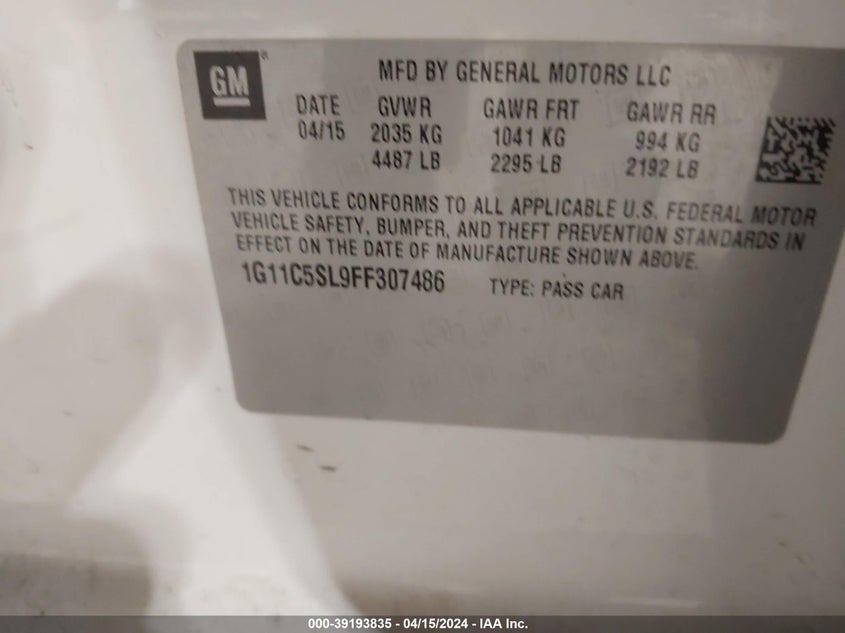 GM ®
MFD BY GENERAL MOTORS LLC
DATE GVWR GAWR FRT GAWR RR
04/15 2035 KG 1041 KG 994 KG
4487 LB 2295 LB 2192 LB
THIS VEHICLE CONFORMS TO ALL APPLICABLE U.S. FEDERAL MOTOR
VEHICLE SAFETY, BUMPER, AND THEFT PREVENTION STANDARDS IN
EFFECT ON THE DATE OF MANUFACTURE SHOWN ABOVE.
1G11C5SL9FF307486 TYPE: PASS CAR
000-39193835 - 04/15/2024 - IAA Inc.